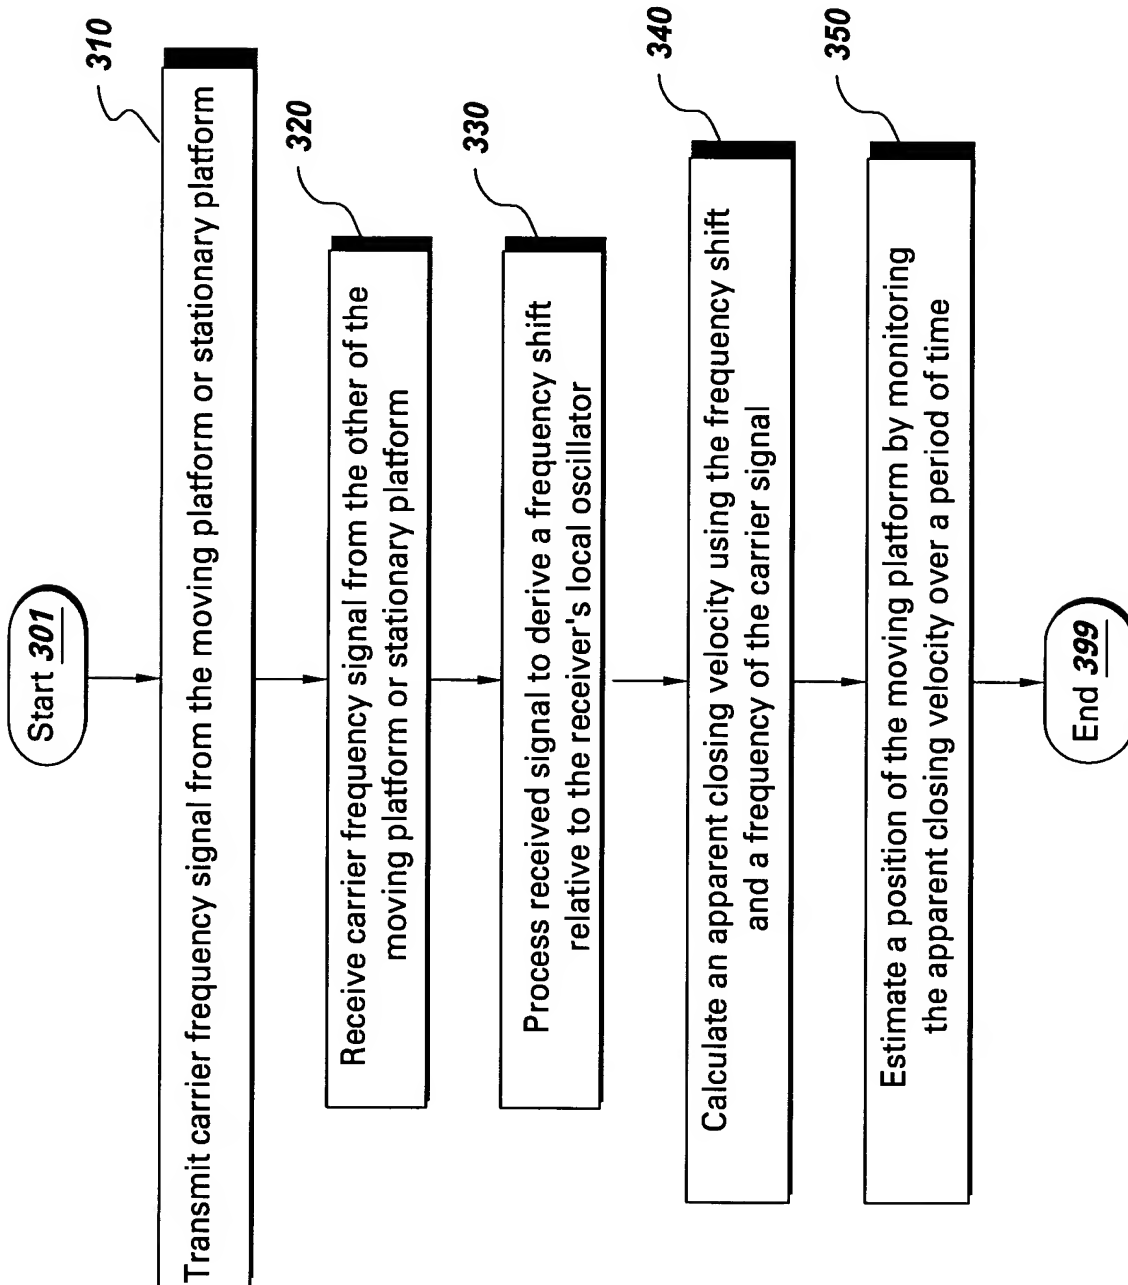 Start 301
310
Transmit carrier frequency signal from the moving platform or stationary platform
320
Receive carrier frequency signal from the other of the
moving platform or stationary platform
330
Process received signal to derive a frequency shift
relative to the receiver's local oscillator
340
Calculate an apparent closing velocity using the frequency shift
and a frequency of the carrier signal
350
Estimate a position of the moving platform by monitoring
the apparent closing velocity over a period of time
End 399